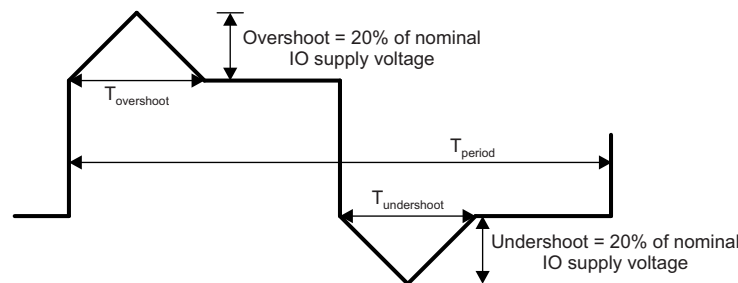 Overshoot = 20% of nominal
IO supply voltage
Tovershoot
Tperiod
Tundershoot
Undershoot = 20% of nominal
IO supply voltage